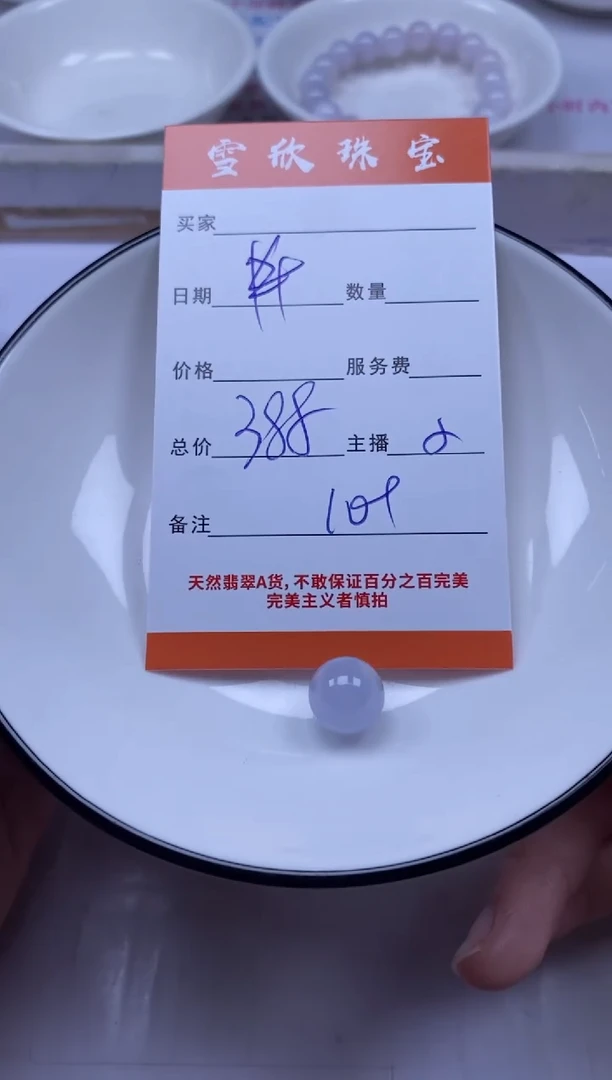 雪欣珠宝
买家
日期 数量
价格 服务费
总价 388 主播
备注 109
天然翡翠A货,不敢保证百分之百完美
完美主义者慎拍